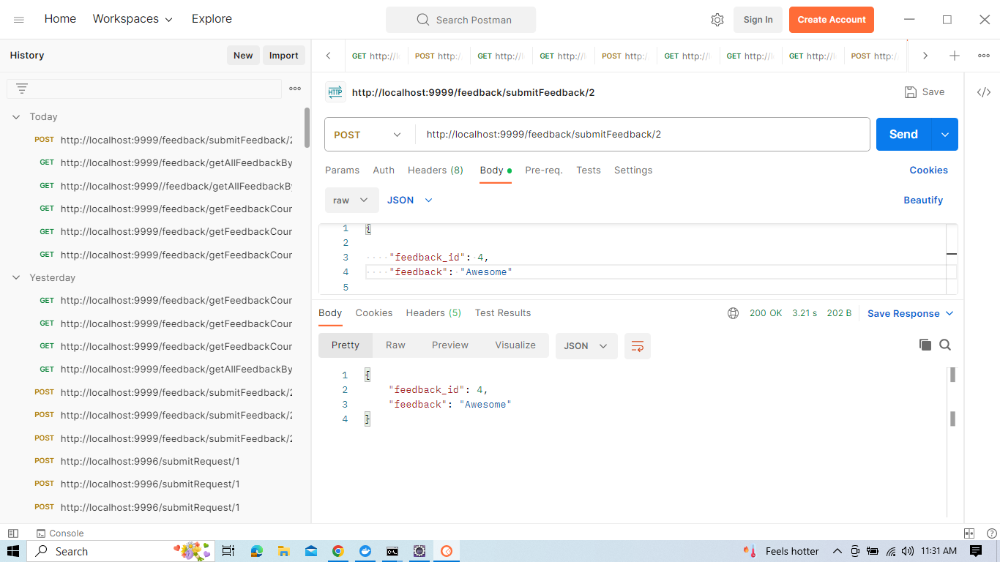 Home Workspaces Explore Search Postman Sign In Create Account
History New Import
GET http://l POST http:/ GET http://l GET http://l POST http:/ GET http://l GET http://l GET http://l POST http:/
HTTP http://localhost:9999/feedback/submitFeedback/2 Save
Today
POST http://localhost:9999/feedback/submitFeedback/2
GET http://localhost:9999/feedback/getAllFeedbackBy
GET http://localhost:9999//feedback/getAllFeedbackB
GET http://localhost:9999/feedback/getFeedbackCour
GET http://localhost:9999/feedback/getFeedbackCour
GET http://localhost:9999/feedback/getFeedbackCour
Yesterday
GET http://localhost:9999/feedback/getFeedbackCour
GET http://localhost:9999/feedback/getFeedbackCour
GET http://localhost:9999/feedback/getFeedbackCour
GET http://localhost:9999/feedback/getAllFeedbackBy
POST http://localhost:9999/feedback/submitFeedback/2
POST http://localhost:9999/feedback/submitFeedback/2
POST http://localhost:9999/feedback/submitFeedback/2
POST http://localhost:9996/submitRequest/1
POST http://localhost:9996/submitRequest/1
POST http://localhost:9996/submitRequest/1
POST http://localhost:9999/feedback/submitFeedback/2 Send
Params Auth Headers (8) Body Pre-req. Tests Settings Cookies
raw JSON Beautify
1 {
2
3 "feedback_id": 4,
4 "feedback": "Awesome"
5
Body Cookies Headers (5) Test Results 200 OK 3.21 s 202 B Save Response
Pretty Raw Preview Visualize JSON
1 {
2 "feedback_id": 4,
3 "feedback": "Awesome"
4 }
Console
Search Feels hotter 11:31 AM